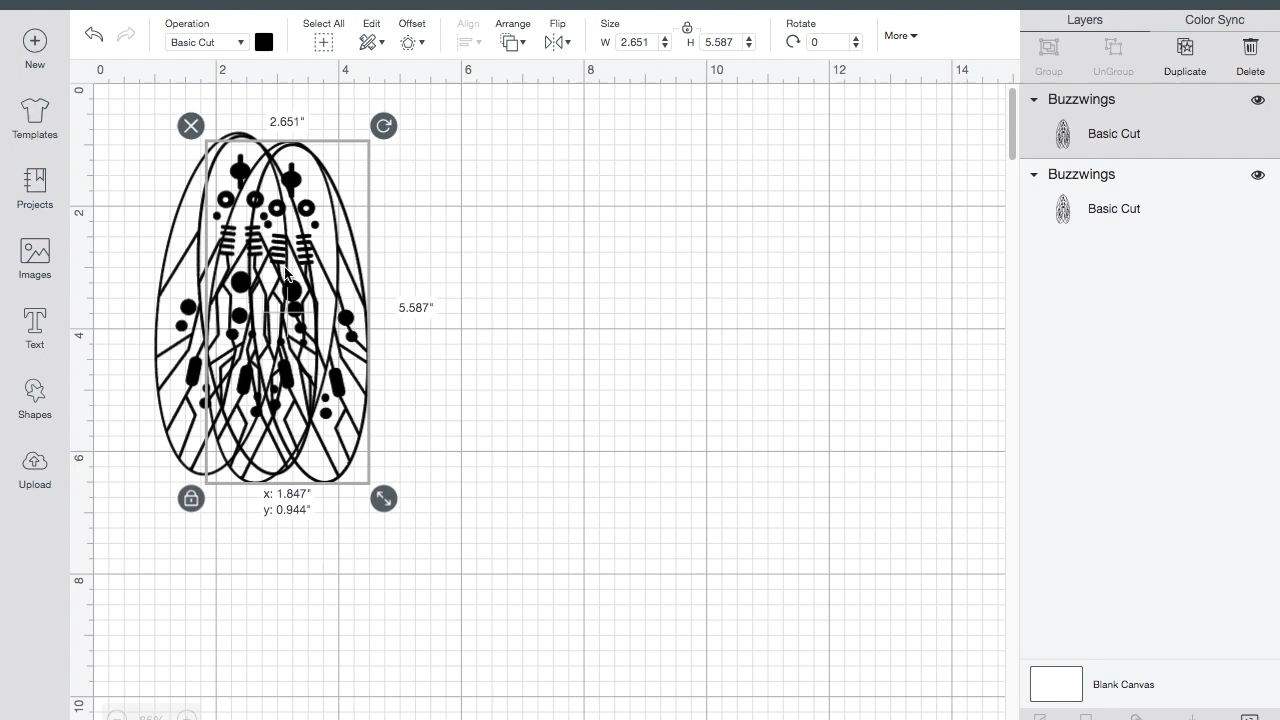 Operation
Basic Cut
Select All
Edit
Offset
Align
Arrange
Flip
Size
W 2.651
H 5.587
Rotate
0
More
Layers
Color Sync
New
Templates
Projects
Images
Text
Shapes
Upload
Group
UnGroup
Duplicate
Delete
Buzzwings
Basic Cut
Buzzwings
Basic Cut
Blank Canvas
0
2
4
6
8
10
12
14
0
2
4
6
8
10
2.651"
5.587"
x: 1.847"
y: 0.944"
85%